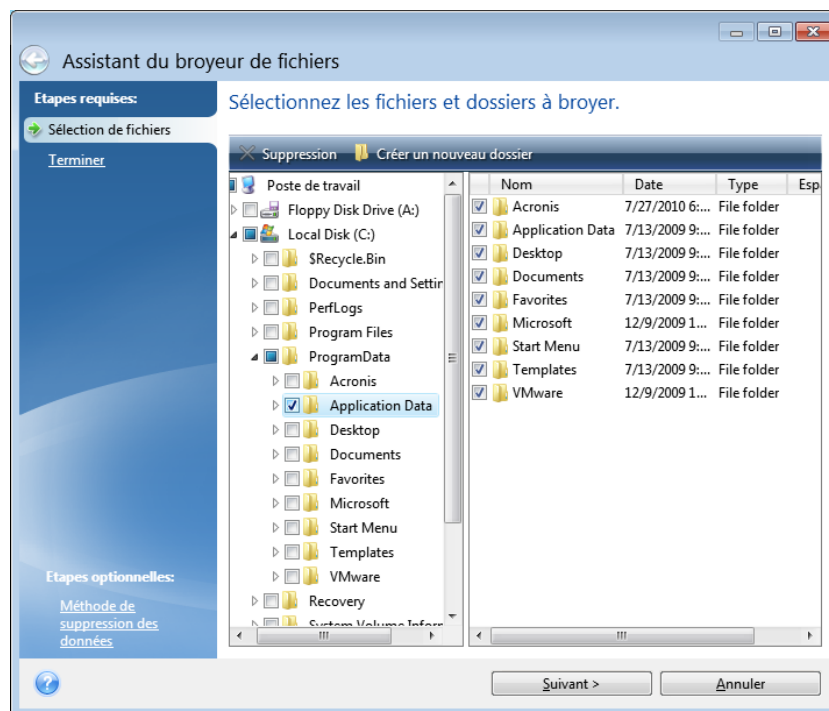 Assistant du broyeur de fichiers
Etapes requises:
Sélection de fichiers
Terminer
Etapes optionnelles:
Méthode de
suppression des
données
Sélectionnez les fichiers et dossiers à broyer.
Suppression Créer un nouveau dossier
Poste de travail
Floppy Disk Drive (A:)
Local Disk (C:)
$Recycle.Bin
Documents and Settin
PerfLogs
Program Files
ProgramData
Acronis
Application Data
Desktop
Documents
Favorites
Microsoft
Start Menu
Templates
VMware
Recovery
System Volume Inform
Nom Date Type Esp
Acronis 7/27/2010 6:... File folder
Application Data 7/13/2009 9:... File folder
Desktop 7/13/2009 9:... File folder
Documents 7/13/2009 9:... File folder
Favorites 7/13/2009 9:... File folder
Microsoft 12/9/2009 1... File folder
Start Menu 7/13/2009 9:... File folder
Templates 7/13/2009 9:... File folder
VMware 12/9/2009 1... File folder
Suivant >
Annuler